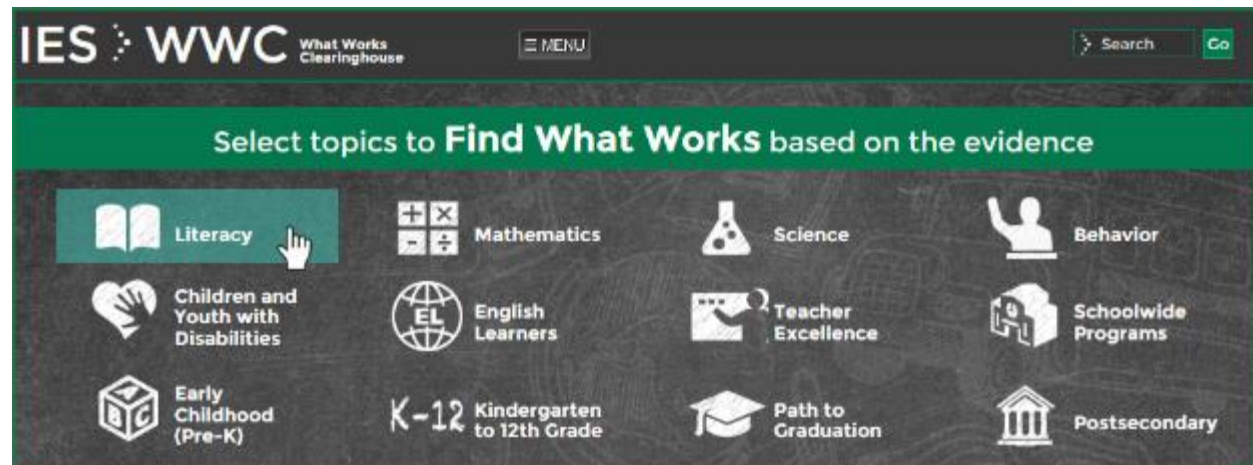 IES WWC What Works Clearinghouse
☰ MENU
Search
Go
Select topics to Find What Works based on the evidence
Literacy
Mathematics
Science
Behavior
Children and
Youth with
Disabilities
EL
English
Learners
Teacher
Excellence
Schoolwide
Programs
A B C
Early
Childhood
(Pre-K)
K-12
Kindergarten
to 12th Grade
Path to
Graduation
Postsecondary